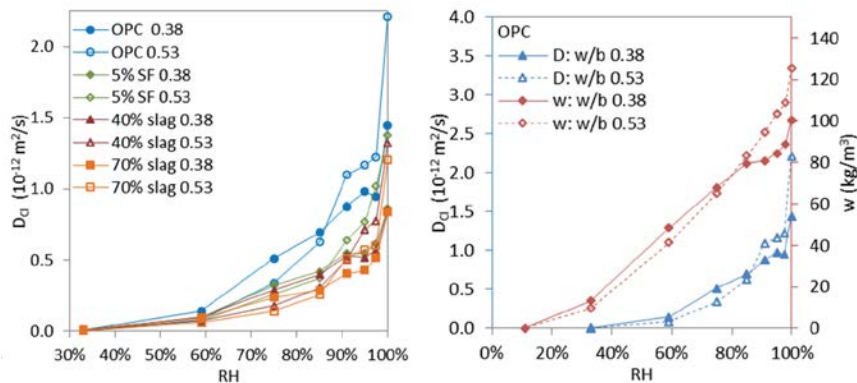 OPC 0.38
OPC 0.53
5% SF 0.38
5% SF 0.53
40% slag 0.38
40% slag 0.53
70% slag 0.38
70% slag 0.53
2.0
1.5
1.0
0.5
0.0
D_Cl (10^-12 m²/s)
30% 40% 50% 60% 70% 80% 90% 100%
RH
OPC
D: w/b 0.38
D: w/b 0.53
w: w/b 0.38
w: w/b 0.53
4.0
3.5
3.0
2.5
2.0
1.5
1.0
0.5
0.0
D_Cl (10^-12 m²/s)
140
120
100
80
60
40
20
0
w (kg/m³)
0% 20% 40% 60% 80% 100%
RH